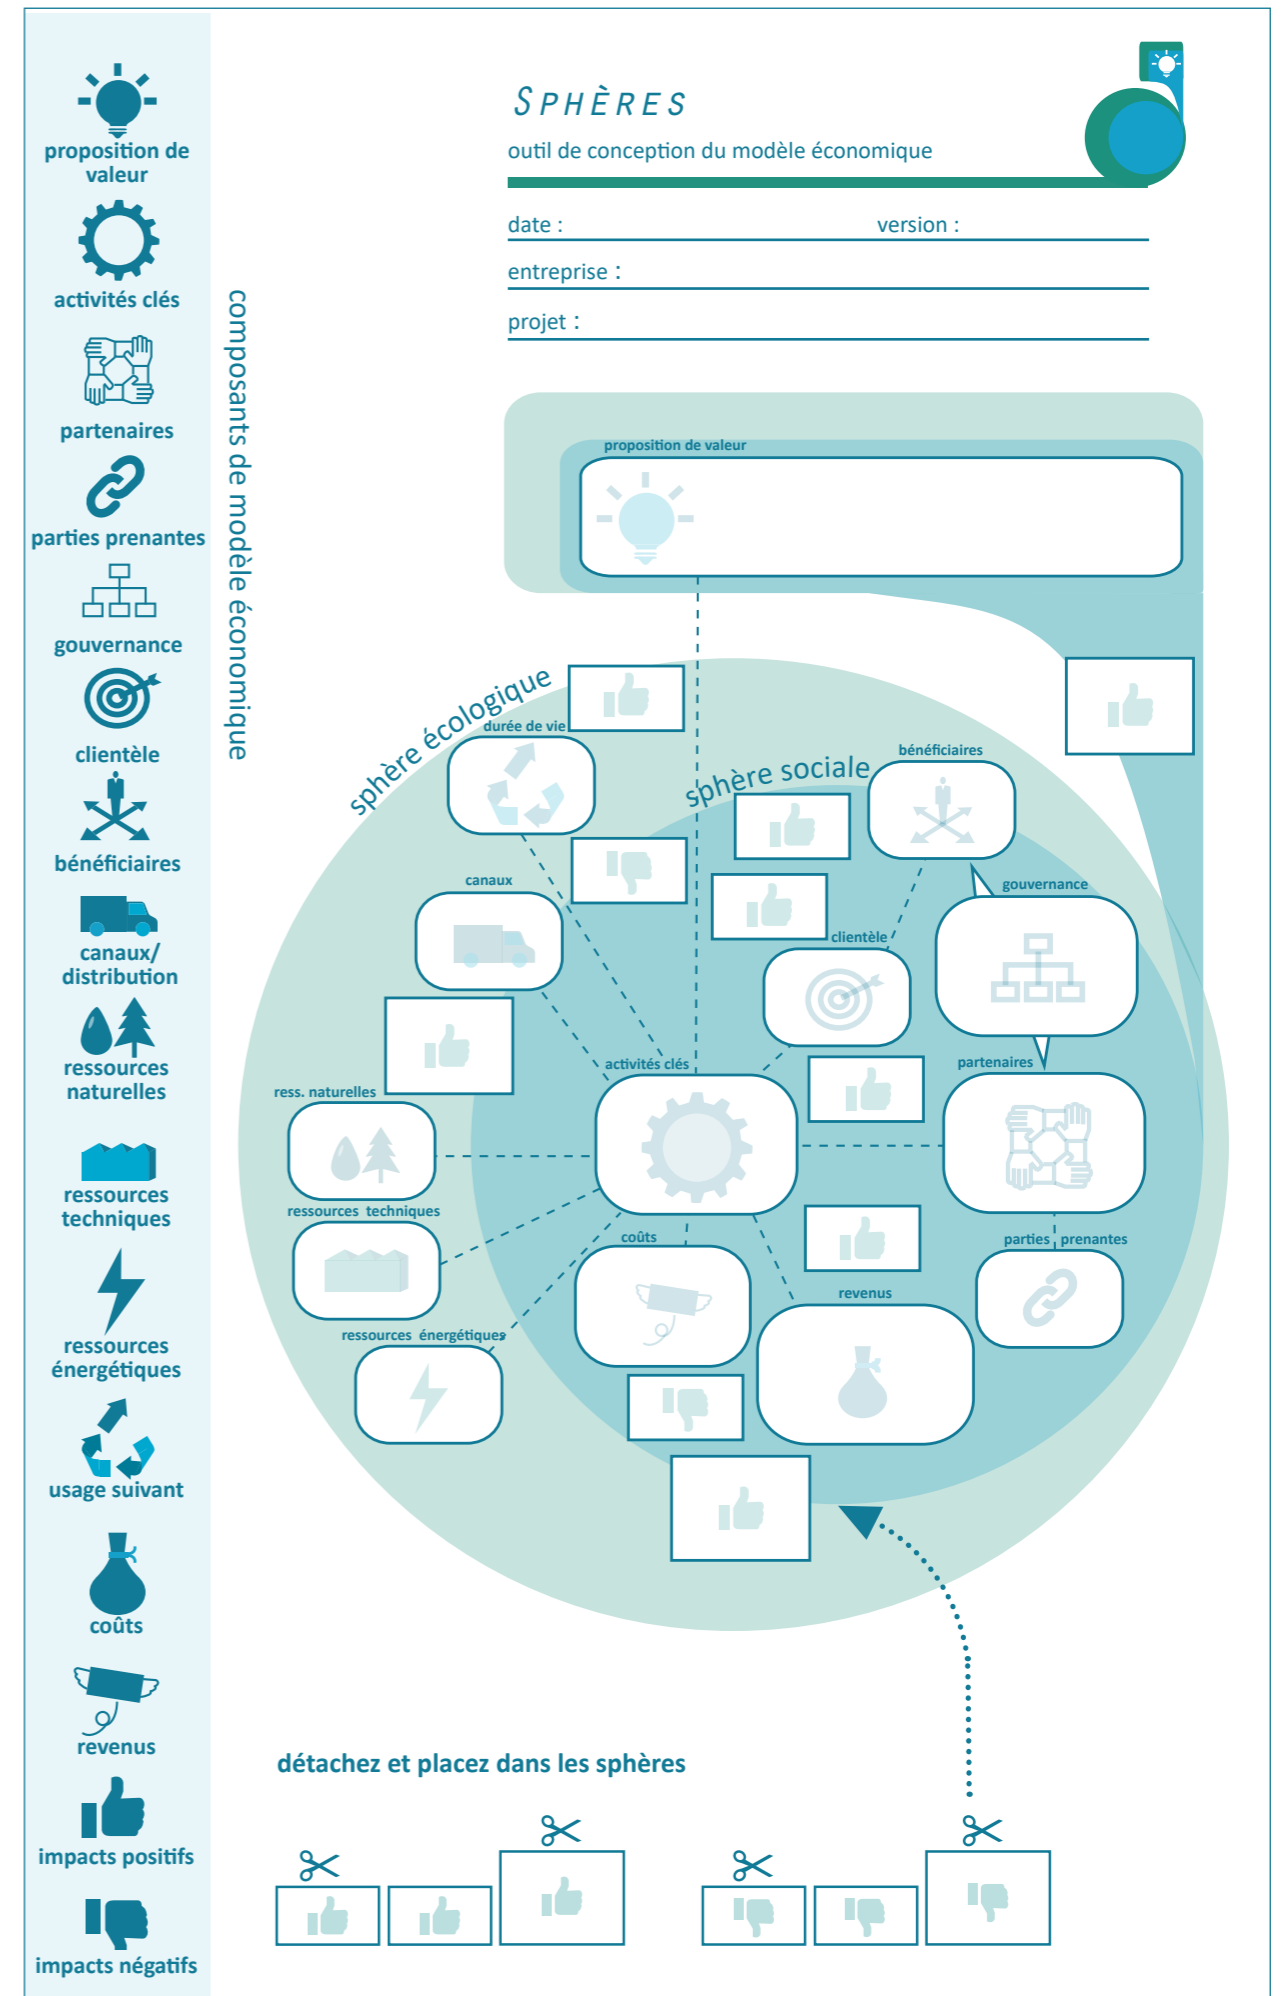 proposition de
valeur
activités clés
partenaires
parties prenantes
gouvernance
clientèle
bénéficiaires
canaux/
distribution
ressources
naturelles
ressources
techniques
ressources
énergétiques
usage suivant
coûts
revenus
impacts positifs
impacts négatifs
composants de modèle économique
SPHÈRES
outil de conception du modèle économique
date :
version :
entreprise :
projet :
proposition de valeur
sphère écologique
durée de vie
sphère sociale
bénéficiaires
canaux
gouvernance
clientèle
activités clés
partenaires
ress. naturelles
ressources techniques
coûts
parties prenantes
revenus
ressources énergétiques
détachez et placez dans les sphères